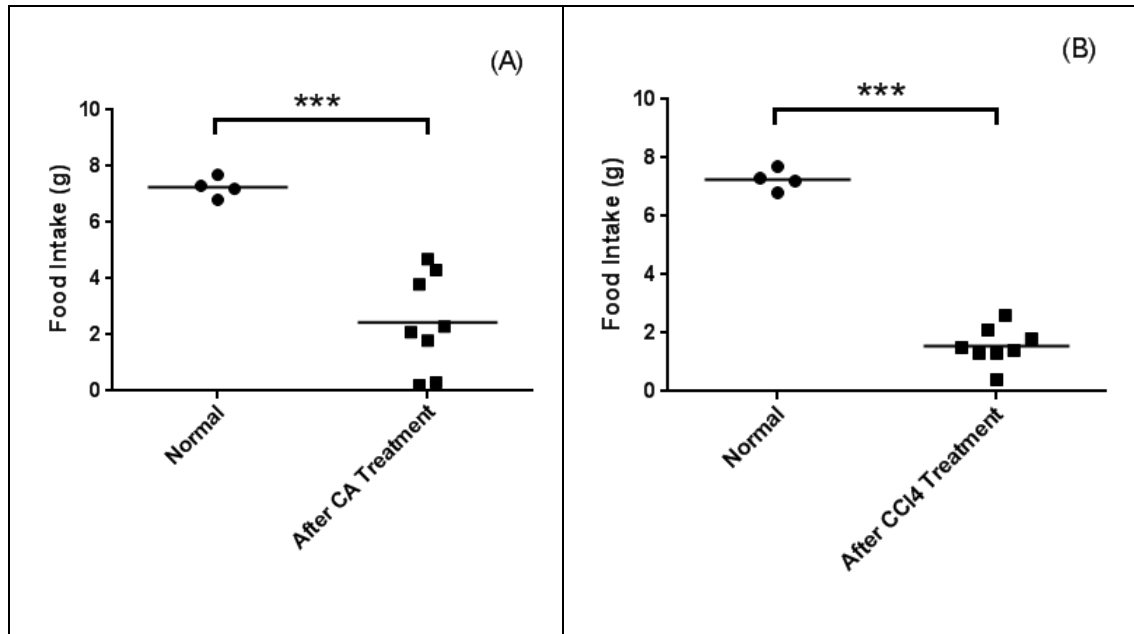 (A)
***
10
8
6
4
2
0
Food Intake (g)
Normal
After CA Treatment
(B)
***
10
8
6
4
2
0
Food Intake (g)
Normal
After CCl4 Treatment